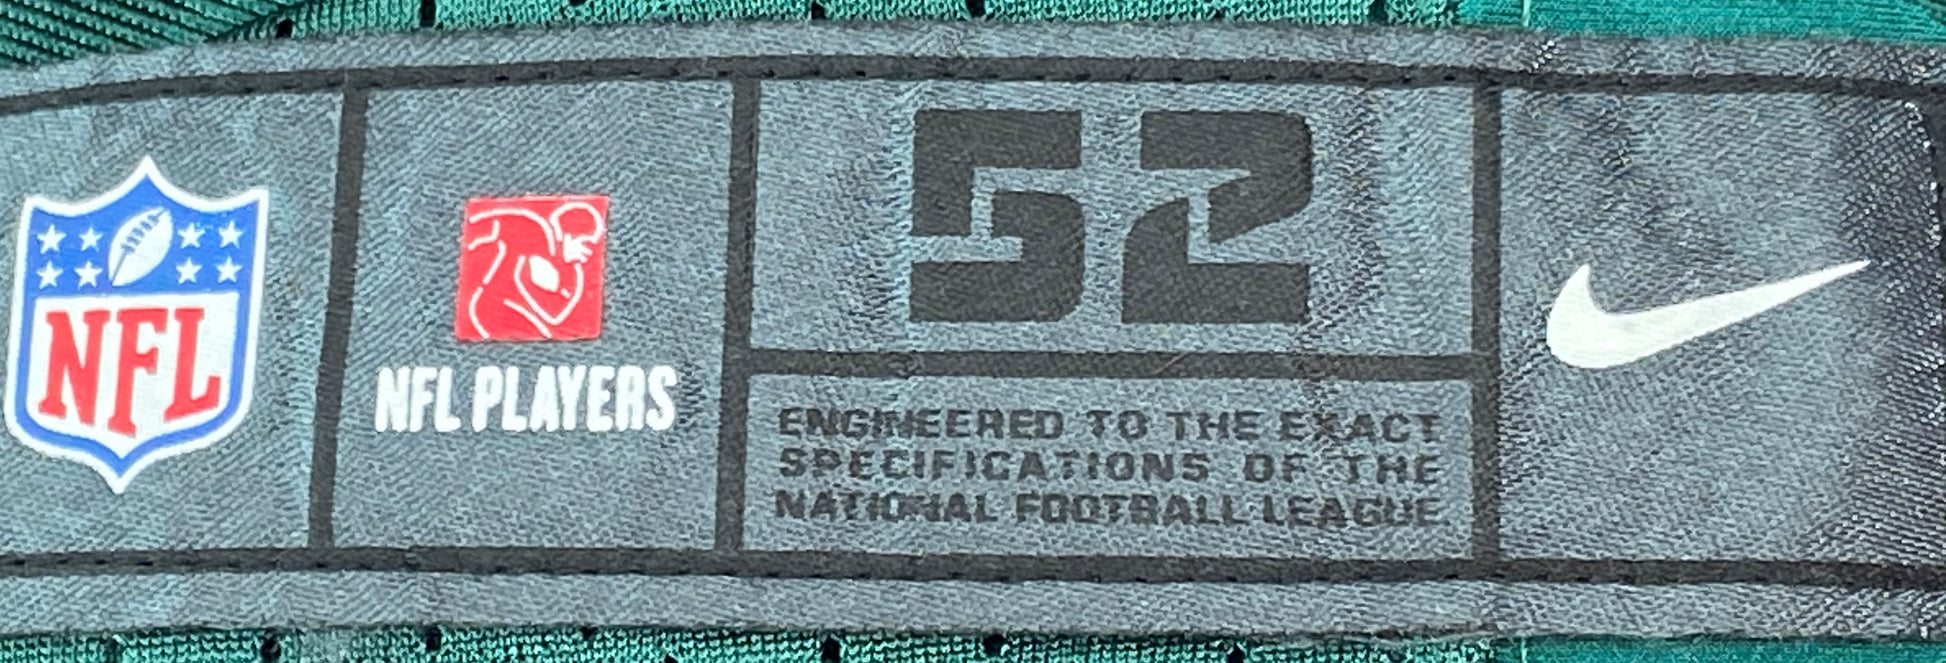 NFL
NFL PLAYERS
52
ENGINEERED TO THE EXACT
SPECIFICATIONS OF THE
NATIONAL FOOTBALL LEAGUE